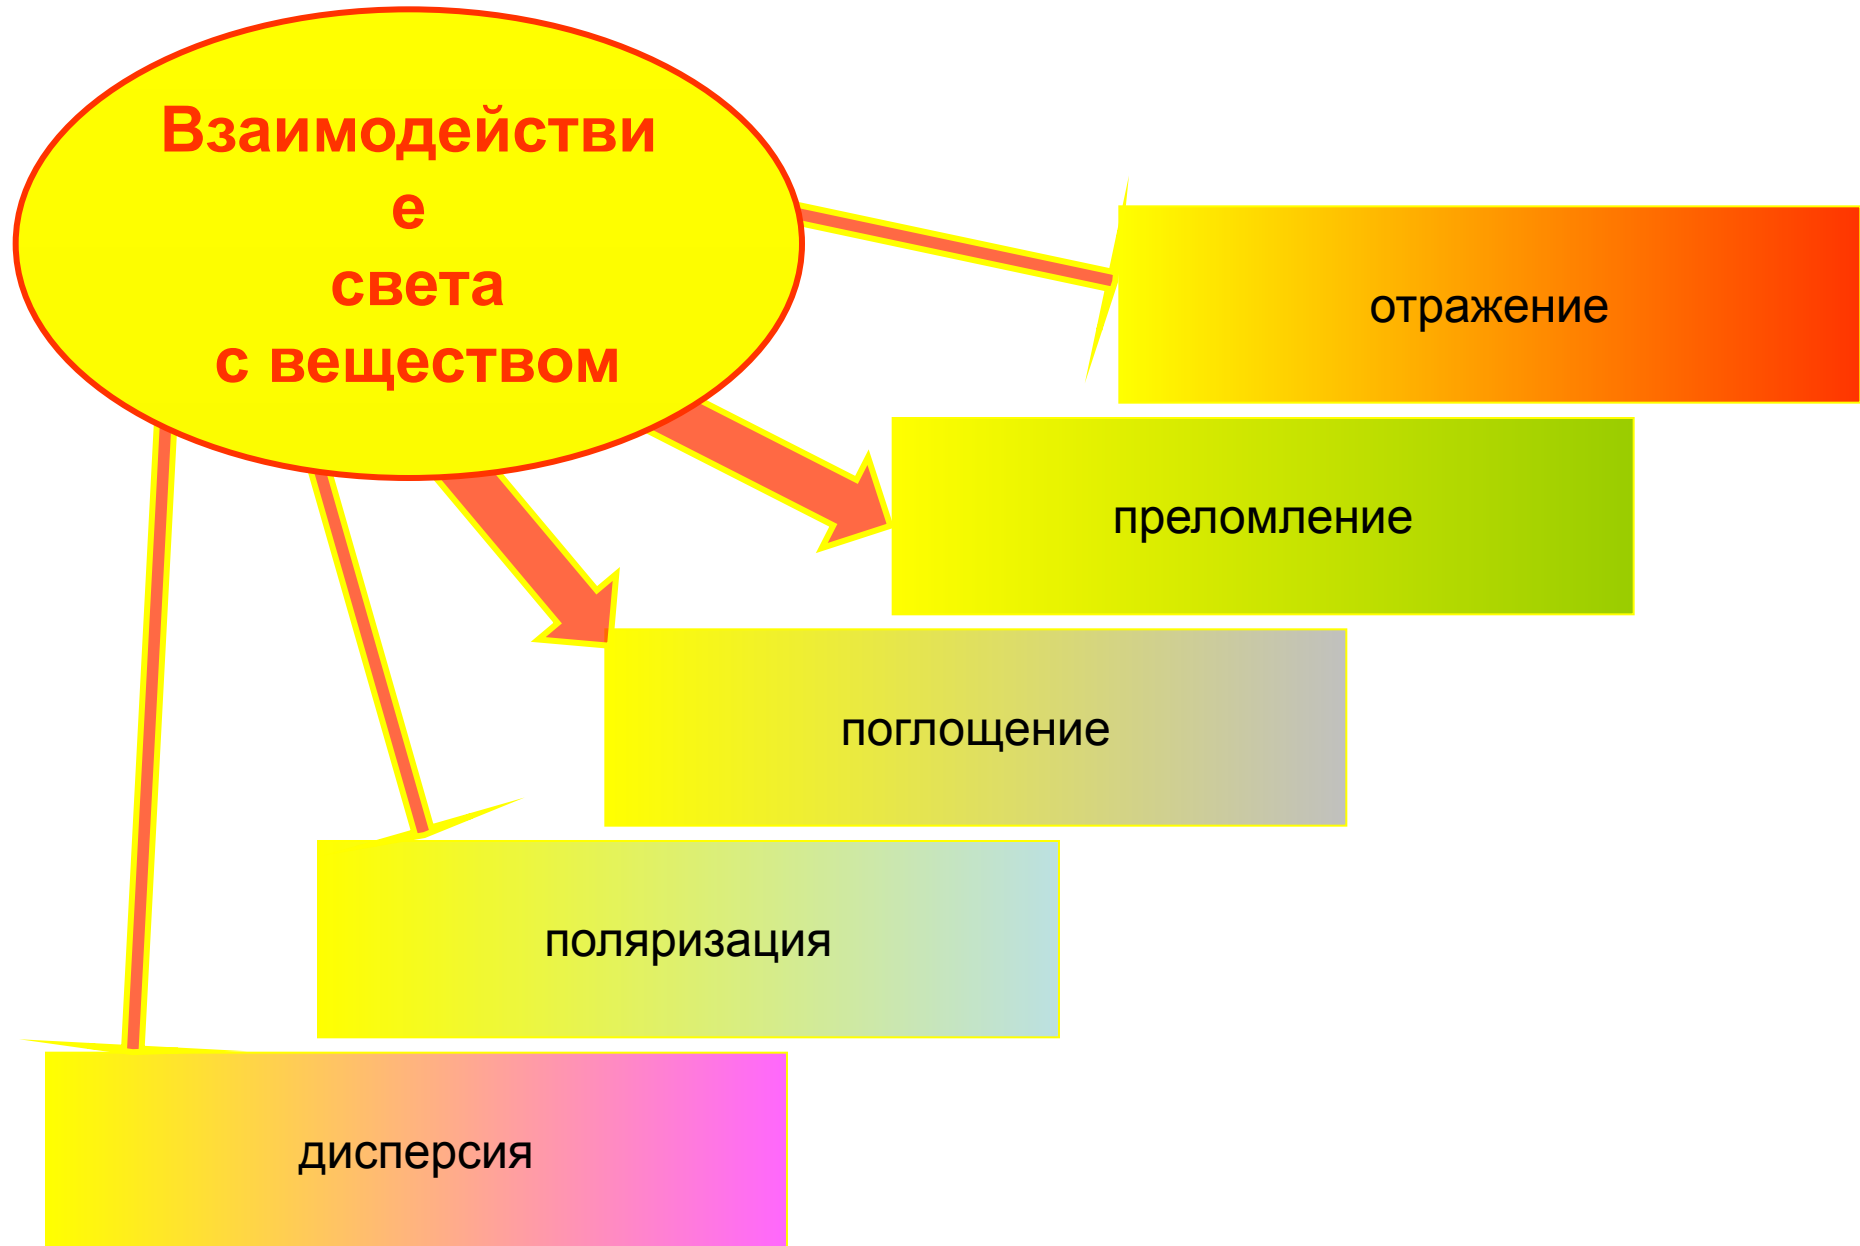 Взаимодействи
е
света
с веществом
отражение
преломление
поглощение
поляризация
дисперсия